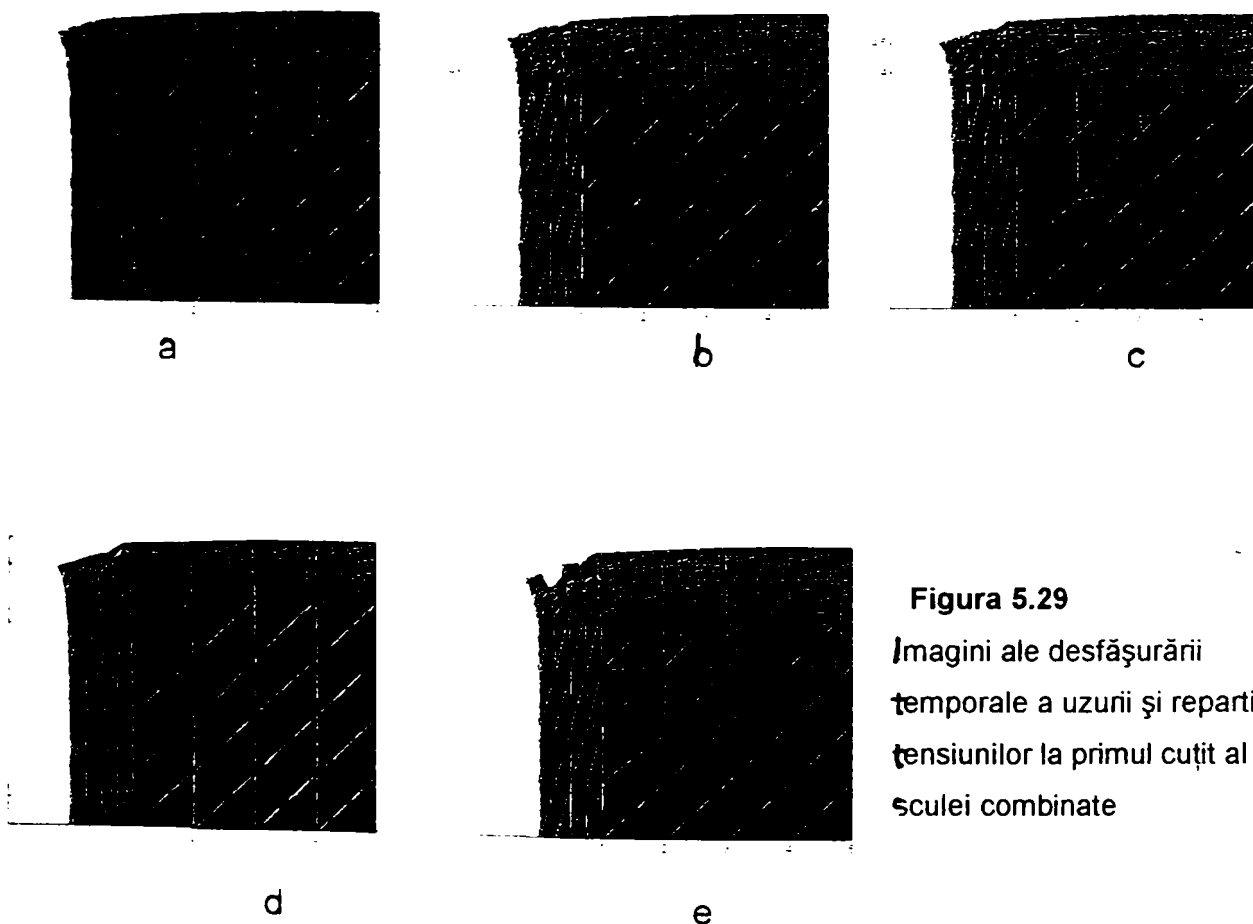 a
b
c
d
e
Figura 5.29
Imagini ale desfăşurării
temporale a uzurii şi reparti
tensiunilor la primul cuţit al
sculei combinate